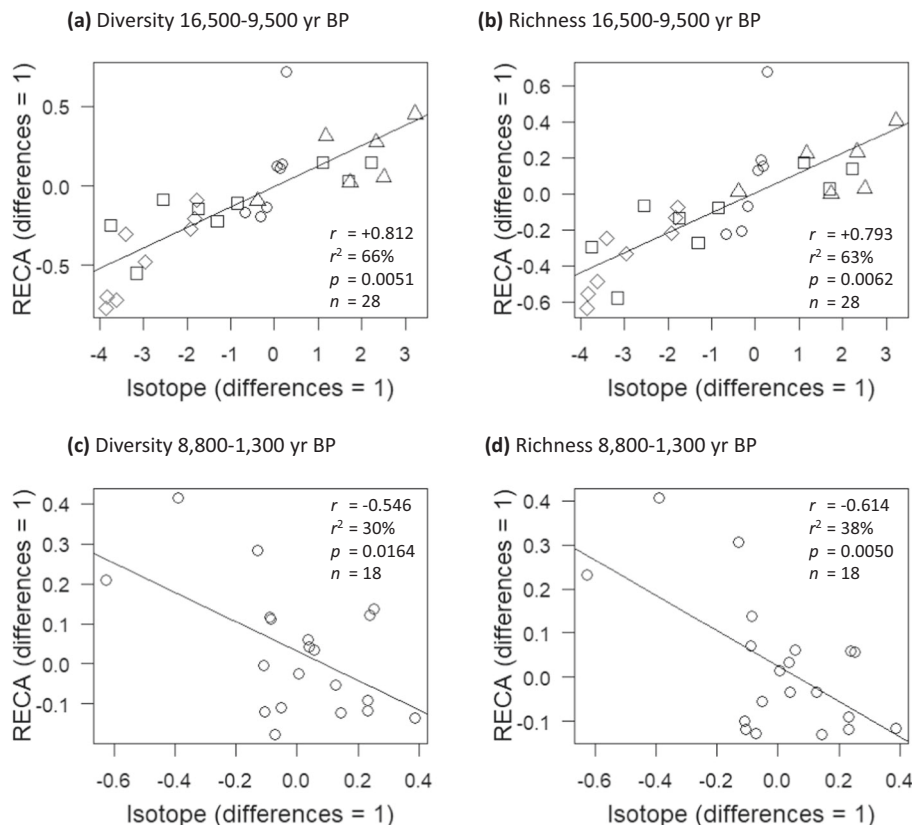 (a) Diversity 16,500-9,500 yr BP
RECA (differences = 1)
0.5
0.0
-0.5
r = +0.812
r² = 66%
p = 0.0051
n = 28
-4 -3 -2 -1 0 1 2 3
Isotope (differences = 1)
(b) Richness 16,500-9,500 yr BP
RECA (differences = 1)
0.6
0.4
0.2
0.0
-0.2
-0.4
-0.6
r = +0.793
r² = 63%
p = 0.0062
n = 28
-4 -3 -2 -1 0 1 2 3
Isotope (differences = 1)
(c) Diversity 8,800-1,300 yr BP
RECA (differences = 1)
0.4
0.3
0.2
0.1
0.0
-0.1
r = -0.546
r² = 30%
p = 0.0164
n = 18
-0.6 -0.4 -0.2 0.0 0.2 0.4
Isotope (differences = 1)
(d) Richness 8,800-1,300 yr BP
RECA (differences = 1)
0.4
0.3
0.2
0.1
0.0
-0.1
r = -0.614
r² = 38%
p = 0.0050
n = 18
-0.6 -0.4 -0.2 0.0 0.2 0.4
Isotope (differences = 1)